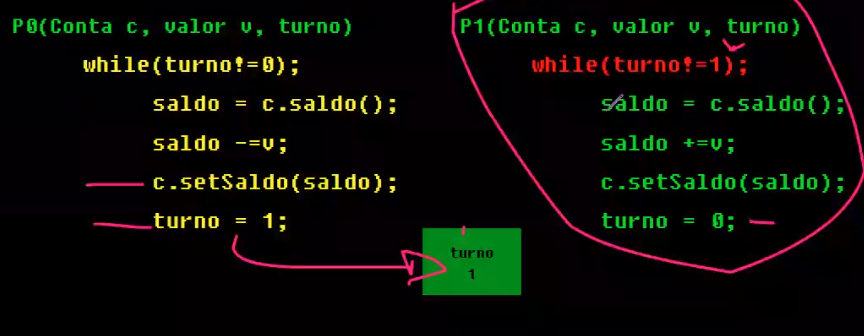 P0(Conta c, valor v, turno)
while(turno!=0);
saldo = c.saldo();
saldo -=v;
c.setSaldo(saldo);
turno = 1;
P1(Conta c, valor v, turno)
while(turno!=1);
saldo = c.saldo();
saldo +=v;
c.setSaldo(saldo);
turno = 0;
turno
1